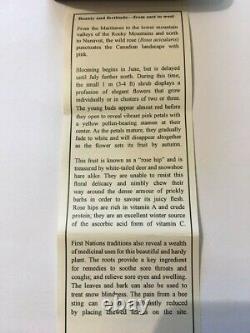 Beauty and fortitude—from east to west
From the Maritimes to the lower mountain
valleys of the Rocky Mountains and north
to Nunavut, the wild rose (Rosa acicularis)
punctuates the Canadian landscape with
pink.
Blooming begins in June, but is delayed
until July further north. During this time,
the small 1 m (3-4 ft) shrub displays a
profusion of elegant flowers that grow
individually or in clusters of two or three.
The young buds appear almost red before
they open to reveal vibrant pink petals with
a yellow pollen-bearing stamen at their
centre. As the petals mature, they gradually
fade to white and will disappear altogether
as the flower sets its fruit by autumn.
This fruit is known as a "rose hip" and is
treasured by white-tailed deer and snowshoe
hare alike. They are unable to resist this
floral delicacy and nimbly chew their
way around the dense armour of prickly
barbs in order to savour its juicy flesh.
Rose hips are rich in vitamin A and crude
protein; they are an excellent winter source
of the ascorbic acid form of vitamin C.
First Nations traditions also reveal a wealth
of medicinal uses for this beautiful and hardy
plant. The roots provide a key ingredient
for remedies to soothe sore throats and
coughs; and relieve sore eyes and swelling.
The leaves and bark can also be used to
treat snow blindness. The pain from a bee
sting can reduced
by placing on the site.
ebay.com